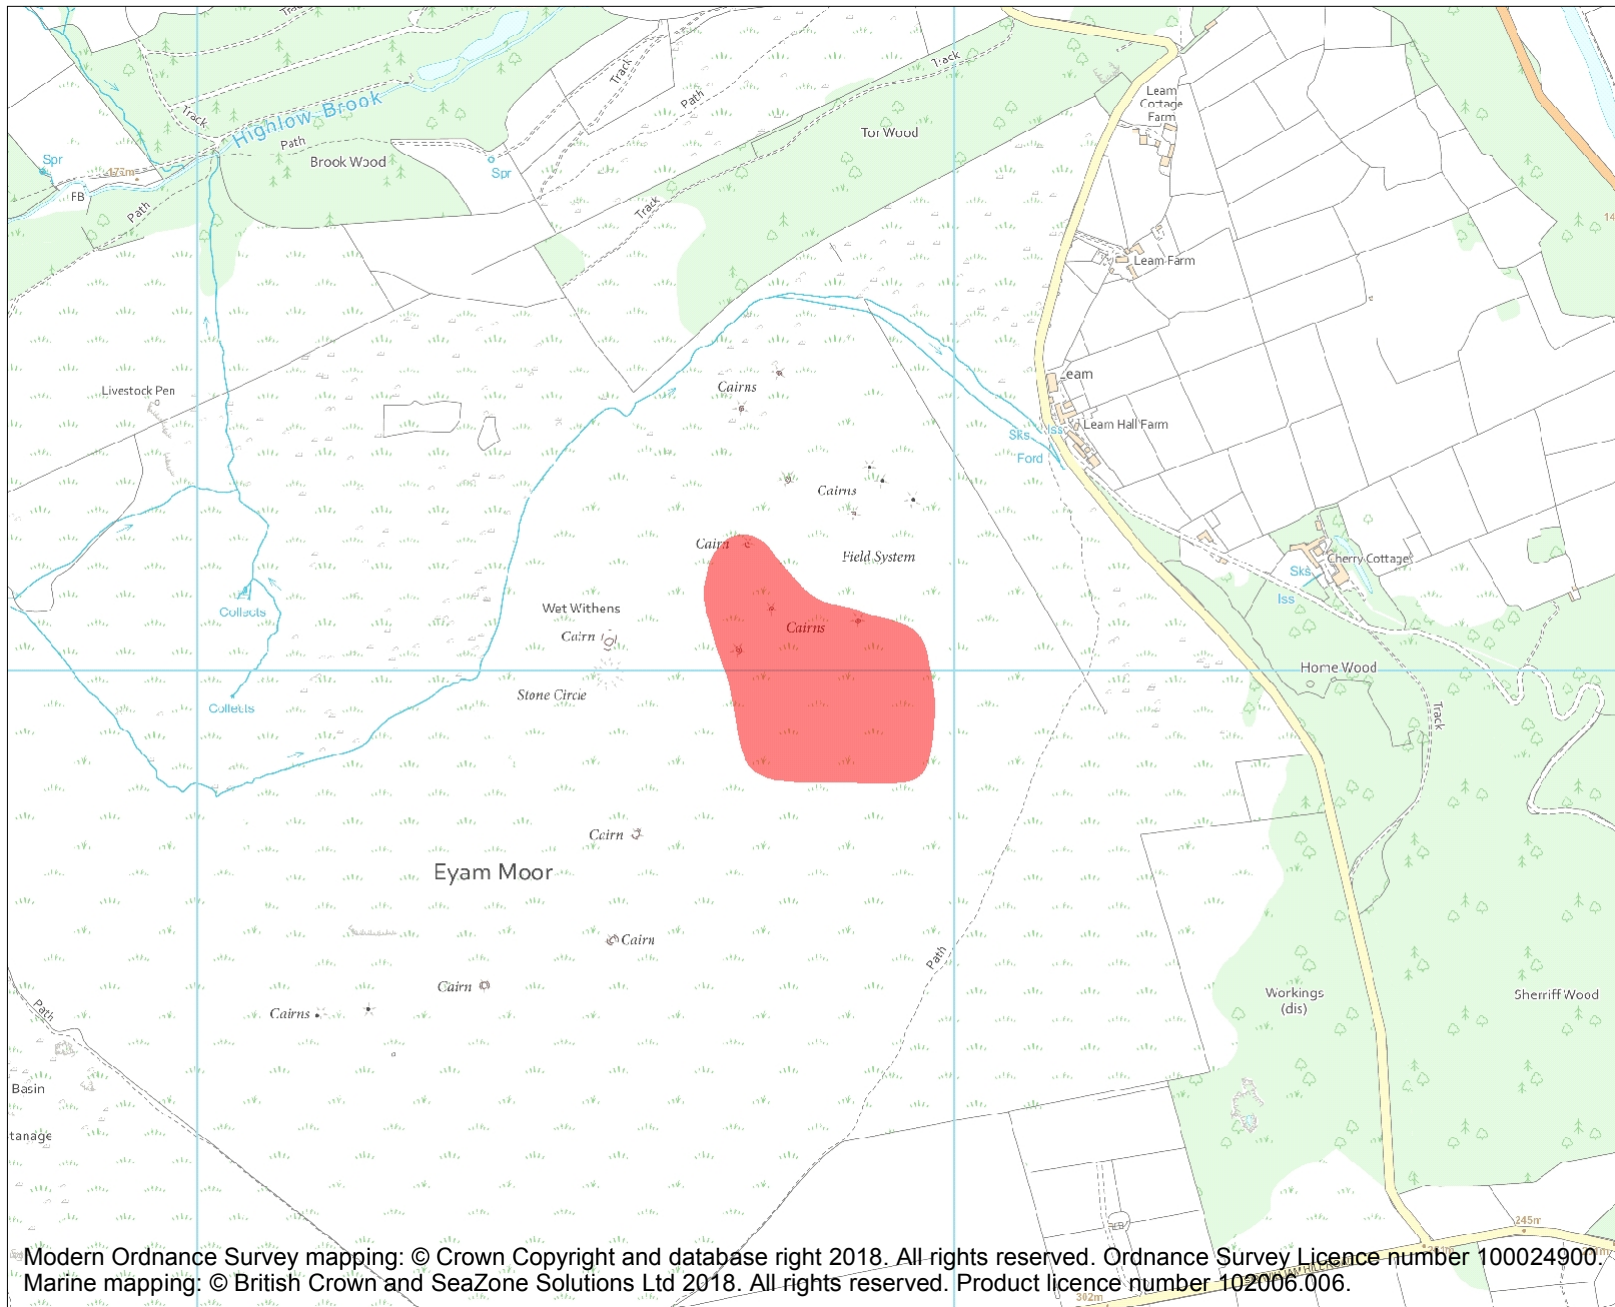 Track
Track
Highlow Brook
Path
Brook Wood
Spr
171m
FB
Path
Spr
Track
Path
Track
Tor Wood
Track
Leam
Cottage
Farm
14
Leam Farm
Livestock Pen
Cairns
Leam
Leam Hall Farm
Sks
Iss
Ford
Cairns
Cairn
Field System
Cherry Cottage
Sks
Iss
Collects
Wet Withens
Cairn
Cairns
Home Wood
Stone Circle
Collects
Track
Cairn
Eyam Moor
Cairn
Path
Cairn
Cairns
Workings
(dis)
Sherriff Wood
Path
Basin
tanage
245m
Modern Ordnance Survey mapping: © Crown Copyright and database right 2018. All rights reserved. Ordnance Survey Licence number 100024900.
Marine mapping: © British Crown and SeaZone Solutions Ltd 2018. All rights reserved. Product licence number 102006.006.
302m